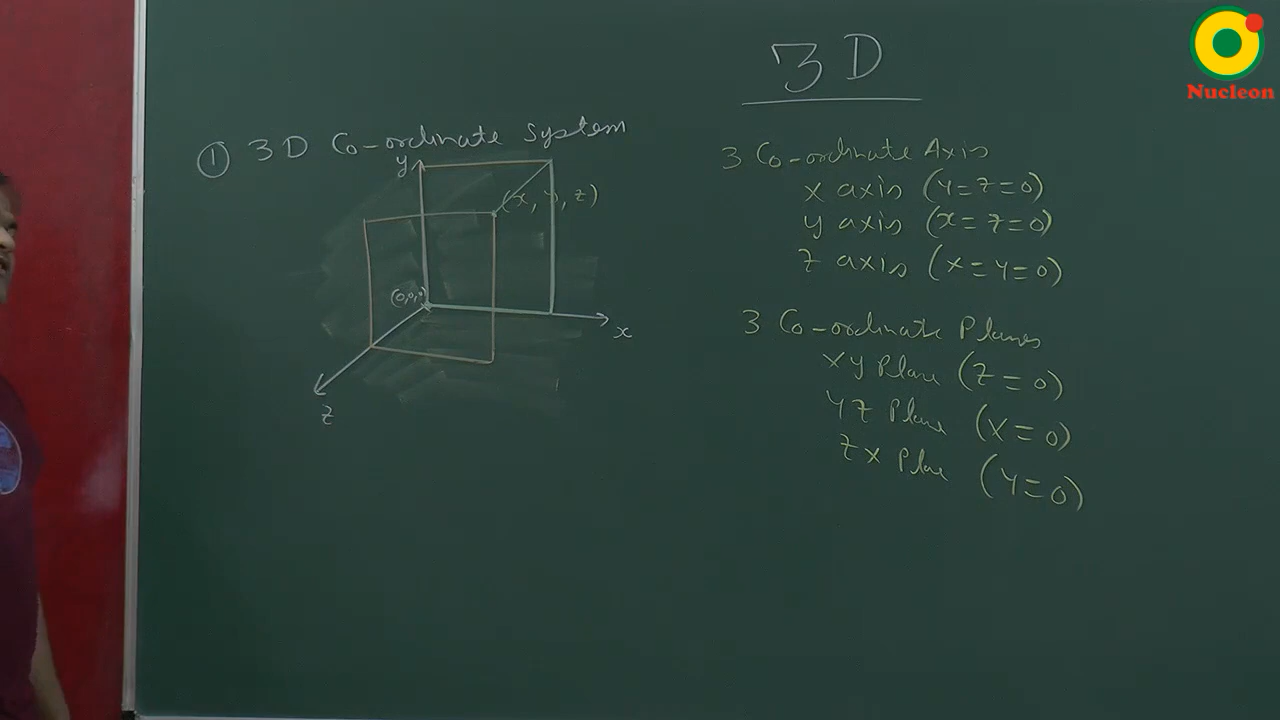 3 D
Nucleon
① 3 D Co-ordinate System
y
(x, y, z)
(0,0,0)
x
z
3 Co-ordinate Axis
x axis (y=z=0)
y axis (x=z=0)
z axis (x=y=0)
3 Co-ordinate Planes
xy Plane (z=0)
yz Plane (x=0)
zx Plane (y=0)